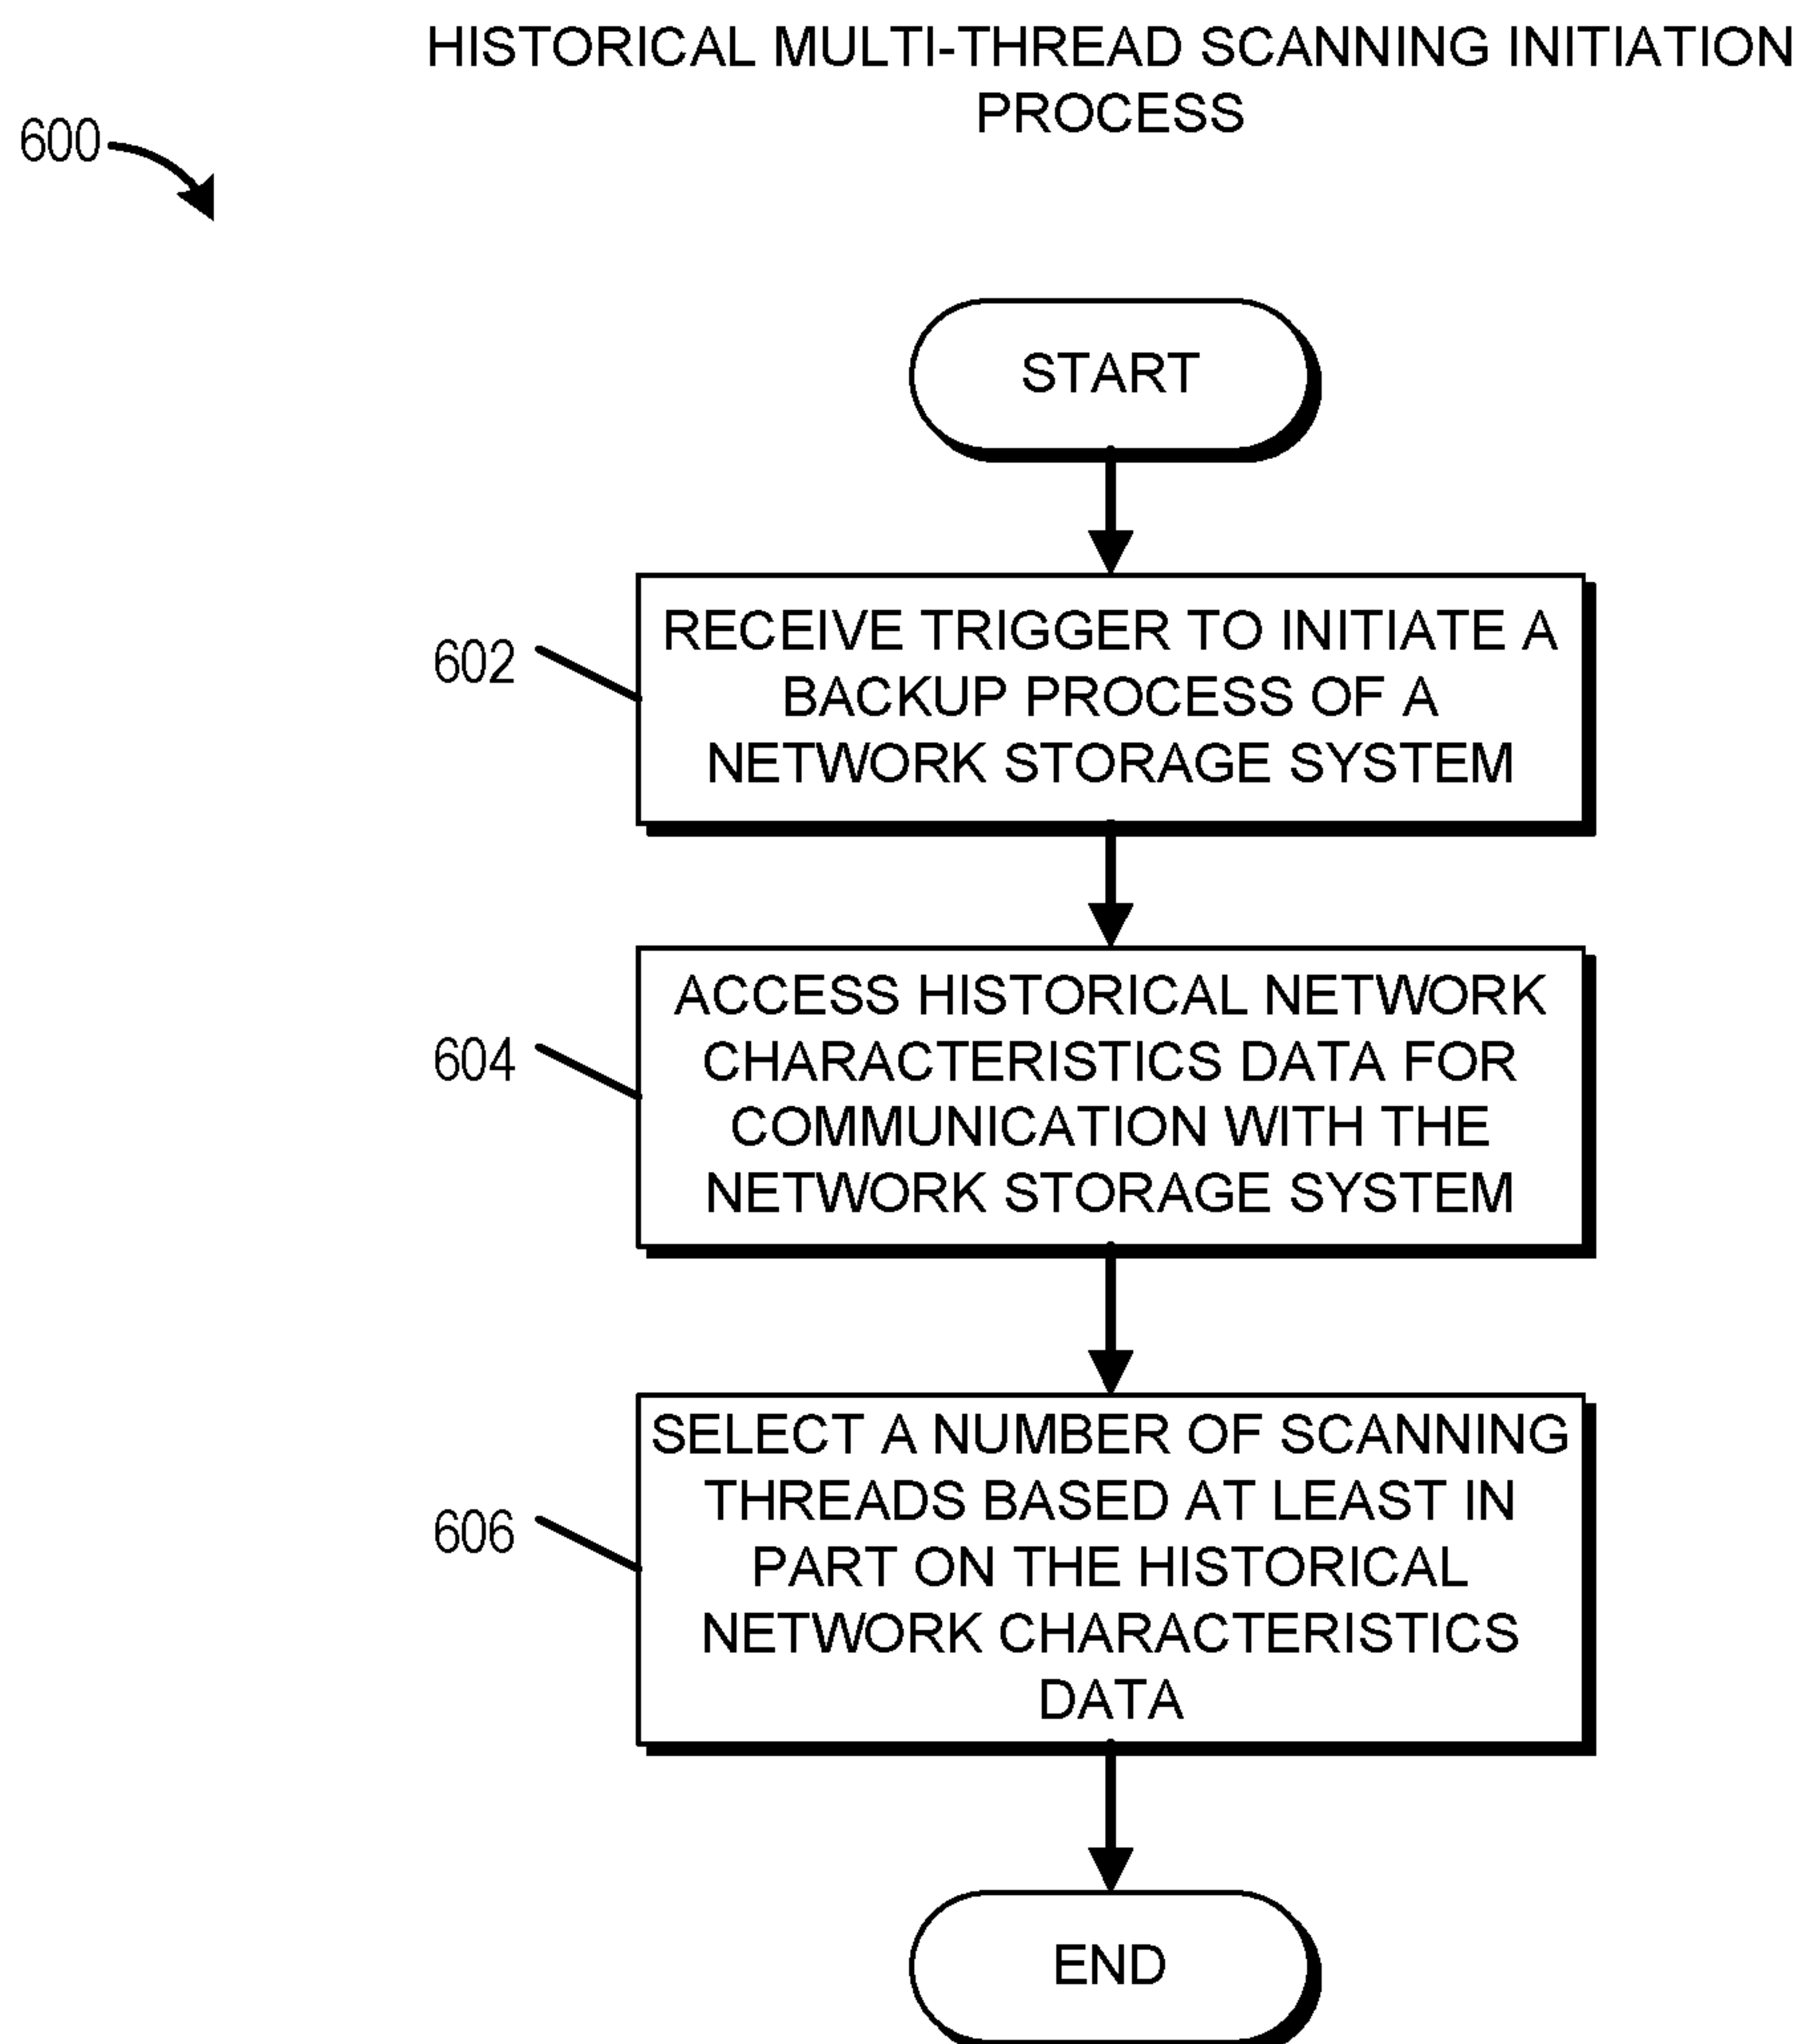 HISTORICAL MULTI-THREAD SCANNING INITIATION
PROCESS
600
START
602
RECEIVE TRIGGER TO INITIATE A
BACKUP PROCESS OF A
NETWORK STORAGE SYSTEM
604
ACCESS HISTORICAL NETWORK
CHARACTERISTICS DATA FOR
COMMUNICATION WITH THE
NETWORK STORAGE SYSTEM
606
SELECT A NUMBER OF SCANNING
THREADS BASED AT LEAST IN
PART ON THE HISTORICAL
NETWORK CHARACTERISTICS
DATA
END